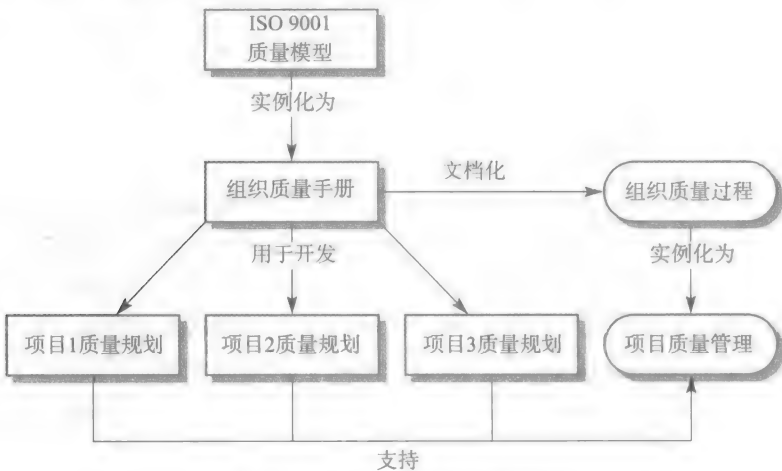 ISO 9001
质量模型
实例化为
组织质量手册
文档化
组织质量过程
用于开发
实例化为
项目1质量规划
项目2质量规划
项目3质量规划
项目质量管理
支持